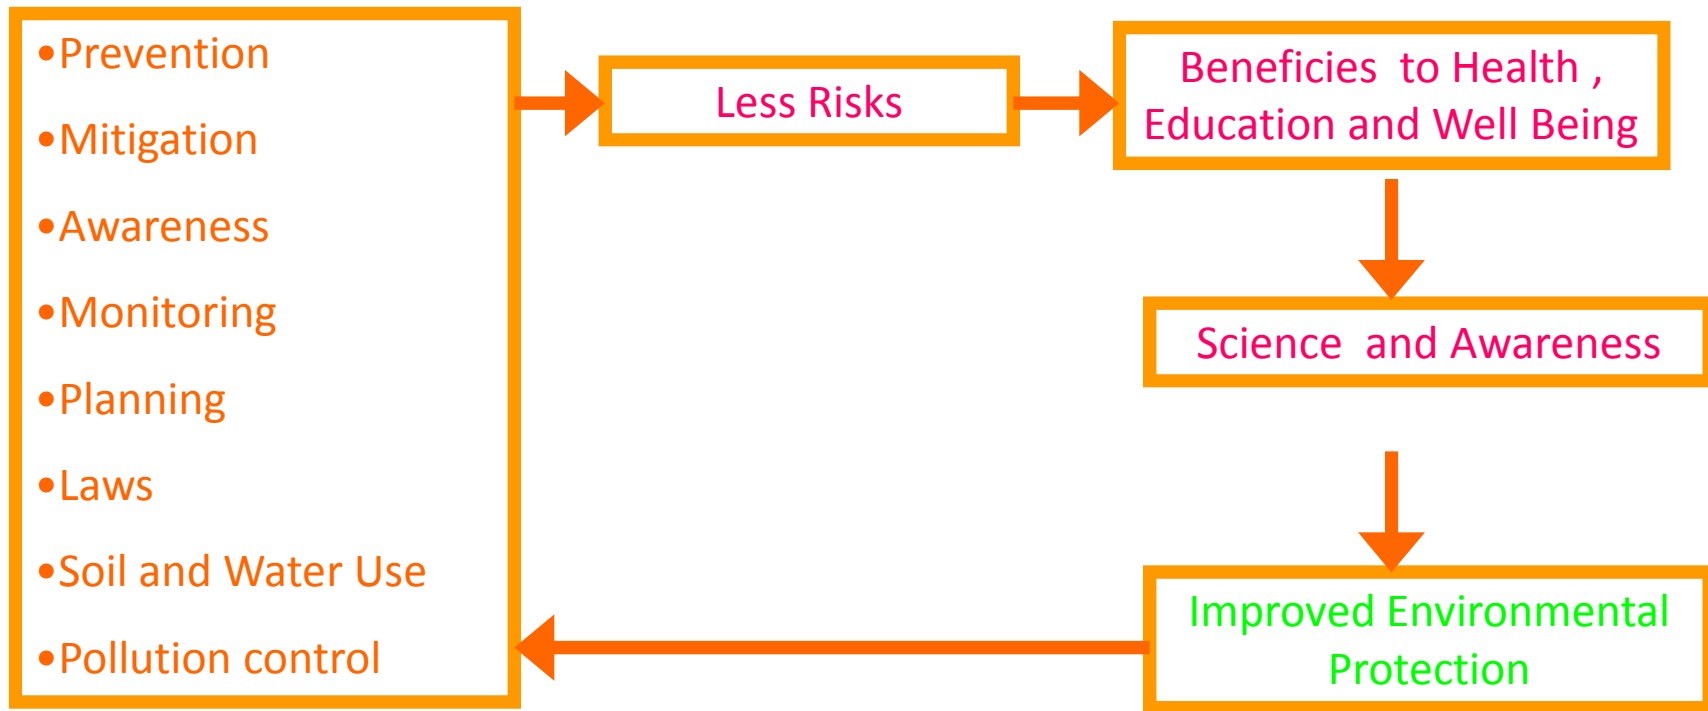 •Prevention
•Mitigation
•Awareness
•Monitoring
•Planning
•Laws
•Soil and Water Use
•Pollution control
Less Risks
Beneficies  to Health ,
Education and Well Being
Science  and Awareness
Improved Environmental
Protection